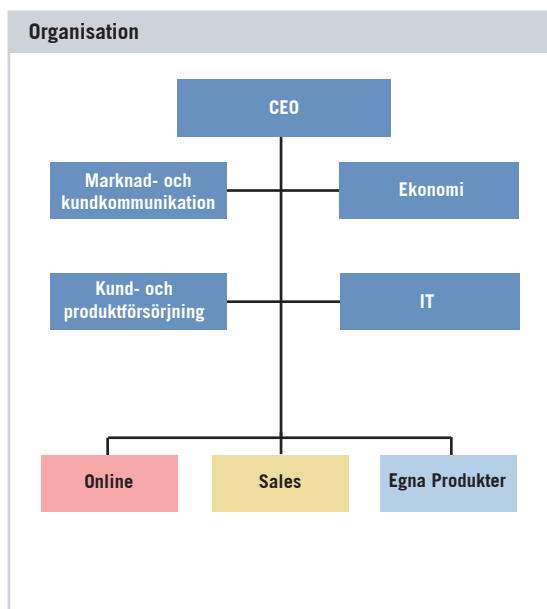 Organisation
CEO
Marknad- och
kundkommunikation
Ekonomi
Kund- och
produktförsörjning
IT
Online
Sales
Egna Produkter